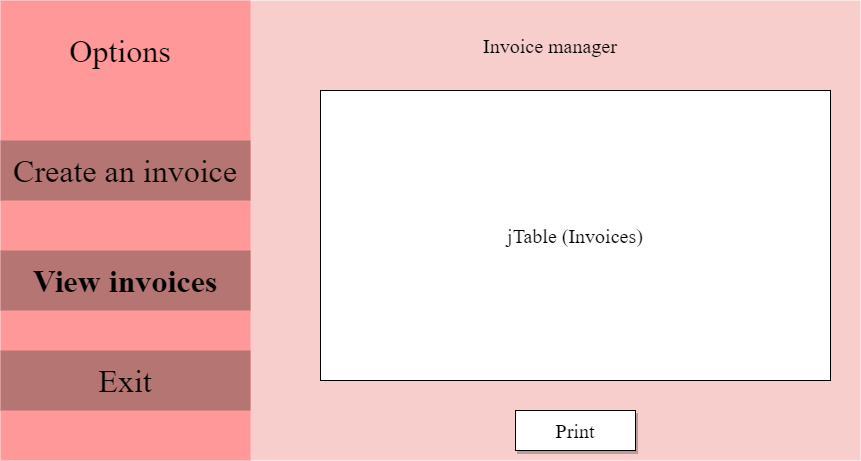 Options
Create an invoice
View invoices
Exit
Invoice manager
jTable (Invoices)
Print